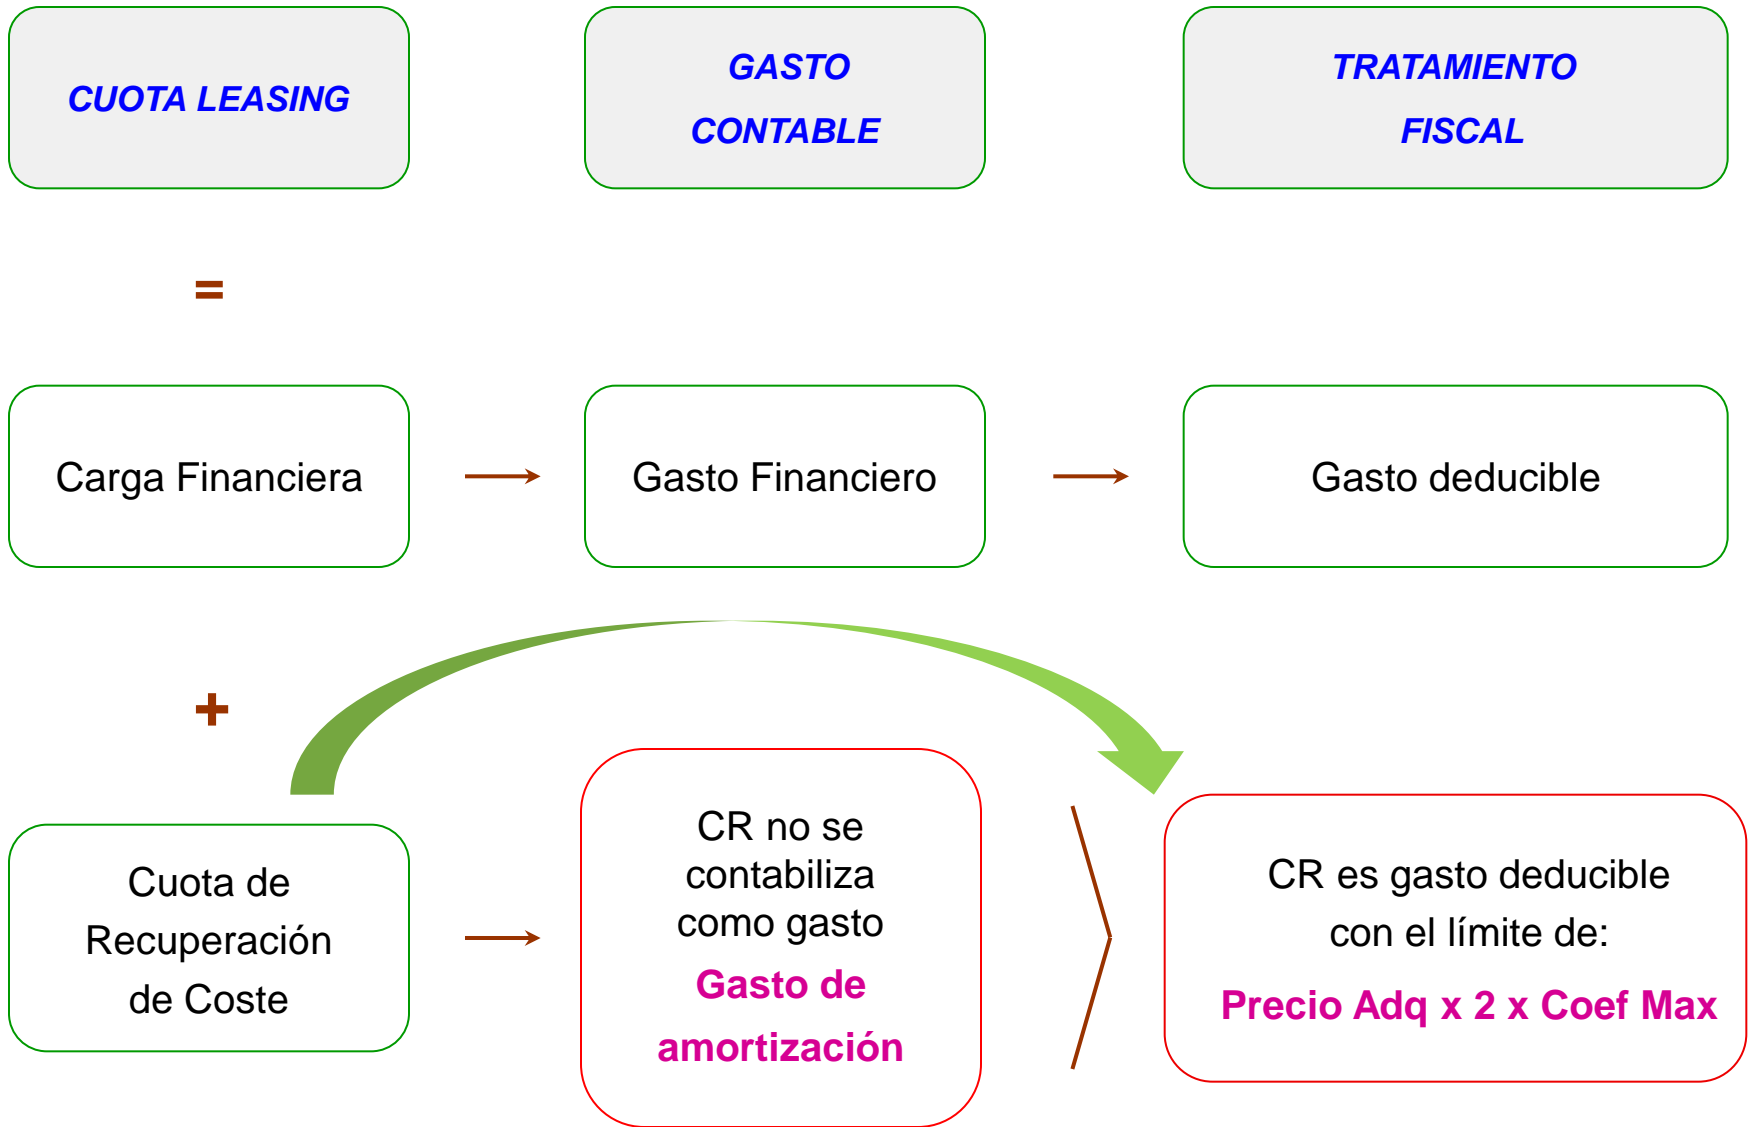 CUOTA LEASING
GASTO
CONTABLE
TRATAMIENTO
FISCAL
=
Carga Financiera
Gasto Financiero
Gasto deducible
+
Cuota de
Recuperación
de Coste
CR no se
contabiliza
como gasto
Gasto de
amortización
CR es gasto deducible
con el límite de:
Precio Adq x 2 x Coef Max